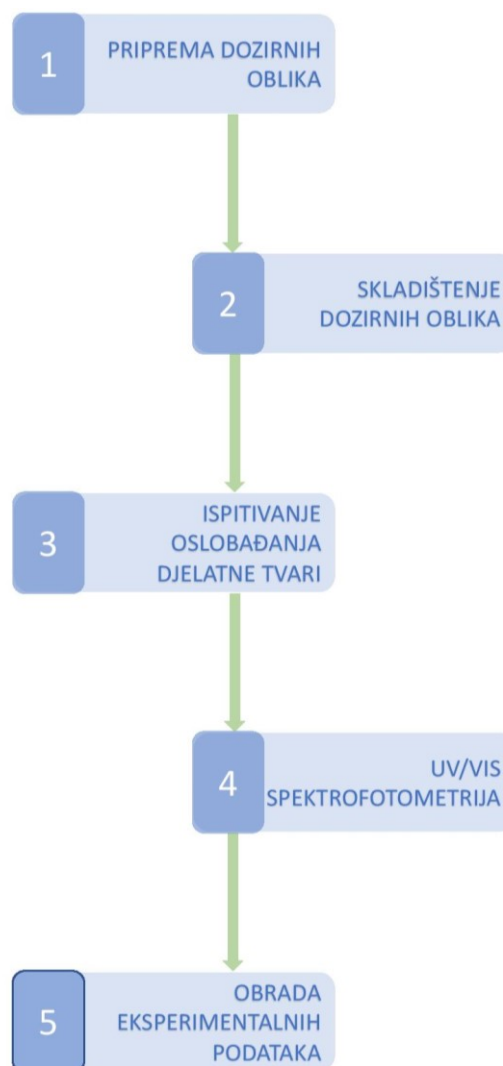 1
PRIPREMA DOZIRNIH
OBLIKA
2
SKLADIŠTENJE
DOZIRNIH OBLIKA
3
ISPITIVANJE
OSLOBAĐANJA
DJELATNE TVARI
4
UV/VIS
SPEKTROFOTOMETRIJA
5
OBRADA
EKSPERIMENTALNIH
PODATAKA